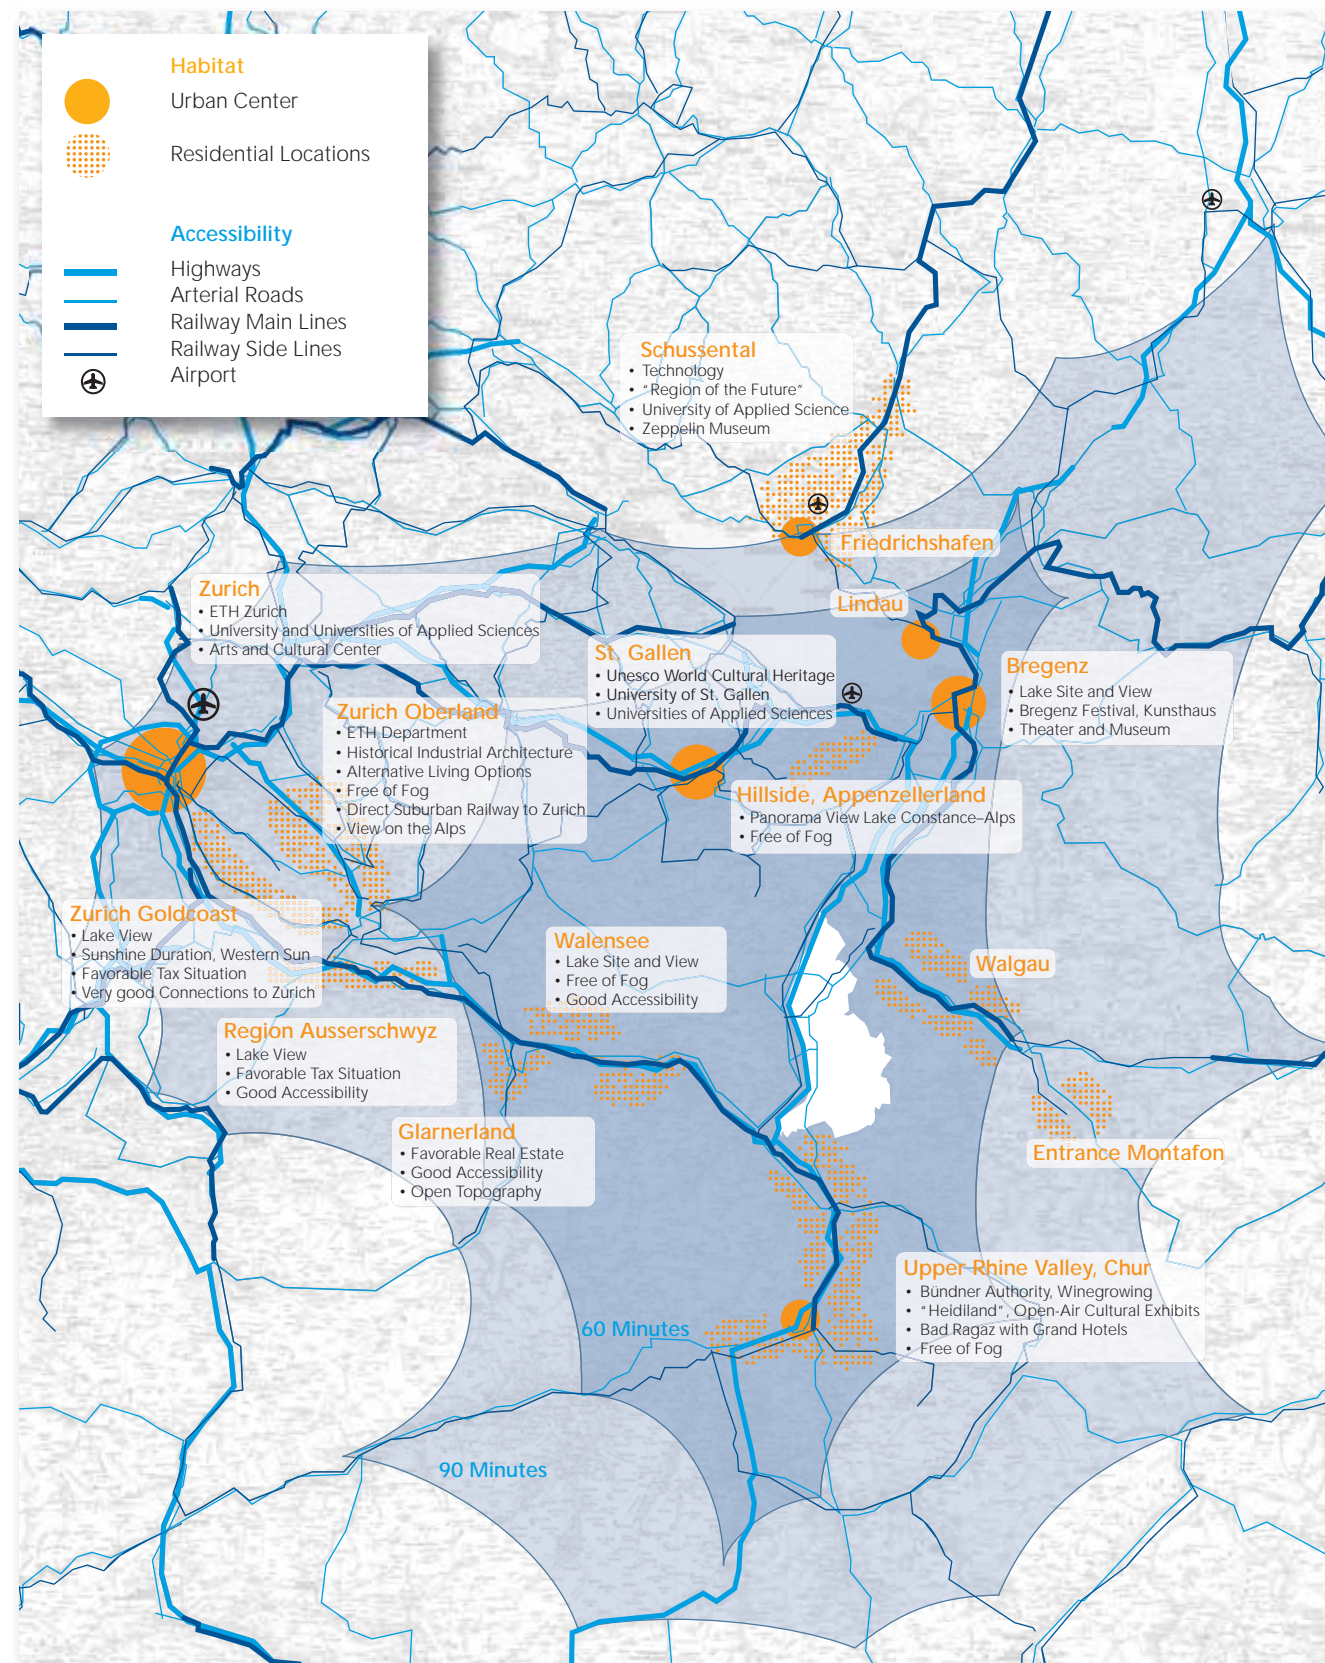 Habitat
Urban Center
Residential Locations
Accessibility
Highways
Arterial Roads
Railway Main Lines
Railway Side Lines
Airport
Schussental
• Technology
• “Region of the Future”
• University of Applied Science
• Zeppelin Museum
Friedrichshafen
Lindau
Zurich
• ETH Zurich
• University and Universities of Applied Sciences
• Arts and Cultural Center
St. Gallen
• Unesco World Cultural Heritage
• University of St. Gallen
• Universities of Applied Sciences
Bregenz
• Lake Site and View
• Bregenz Festival, Kunsthaus
• Theater and Museum
Zurich Oberland
• ETH Department
• Historical Industrial Architecture
• Alternative Living Options
• Free of Fog
• Direct Suburban Railway to Zurich
• View on the Alps
Hillside, Appenzellerland
• Panorama View Lake Constance–Alps
• Free of Fog
Zurich Goldcoast
• Lake View
• Sunshine Duration, Western Sun
• Favorable Tax Situation
• Very good Connections to Zurich
Walensee
• Lake Site and View
• Free of Fog
• Good Accessibility
Walgau
Region Ausserschwyz
• Lake View
• Favorable Tax Situation
• Good Accessibility
Glarnerland
• Favorable Real Estate
• Good Accessibility
• Open Topography
Entrance Montafon
Upper Rhine Valley, Chur
• Bündner Authority, Winegrowing
• “Heidiland”, Open-Air Cultural Exhibits
• Bad Ragaz with Grand Hotels
• Free of Fog
60 Minutes
90 Minutes